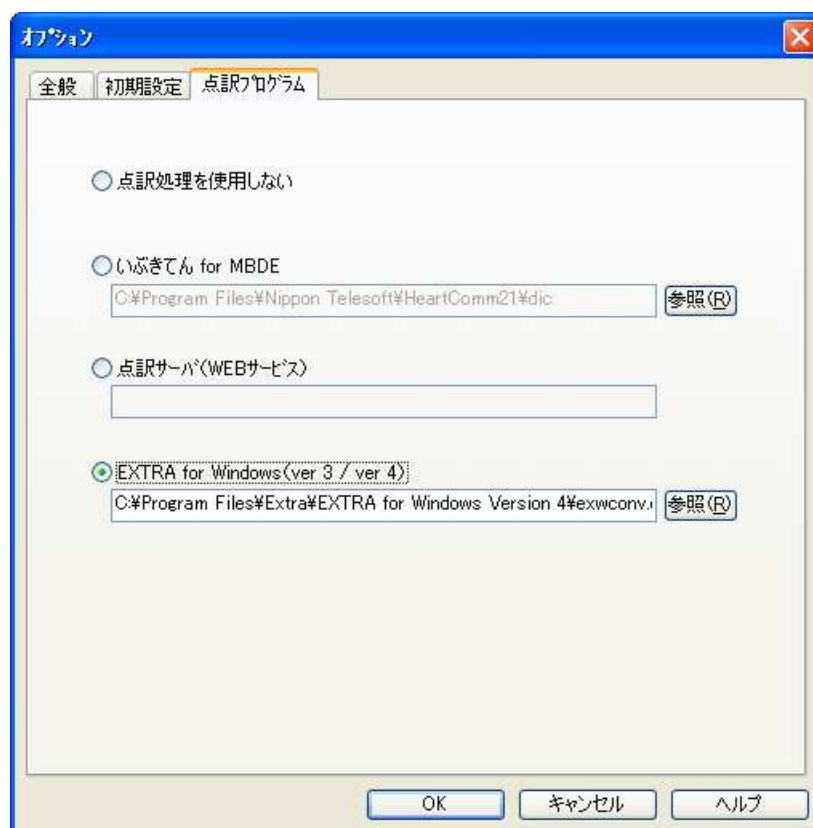 オプション
全般 初期設定 点訳プログラム
点訳処理を使用しない
いぶきてん for MBDE
C:¥Program Files¥Nippon Telesoft¥HeartComm21¥dic 参照(R)
点訳サーバ(WEBサービス)
EXTRA for Windows(ver 3 / ver 4)
C:¥Program Files¥Extra¥EXTRA for Windows Version 4¥exwconv. 参照(R)
OK キャンセル ヘルプ